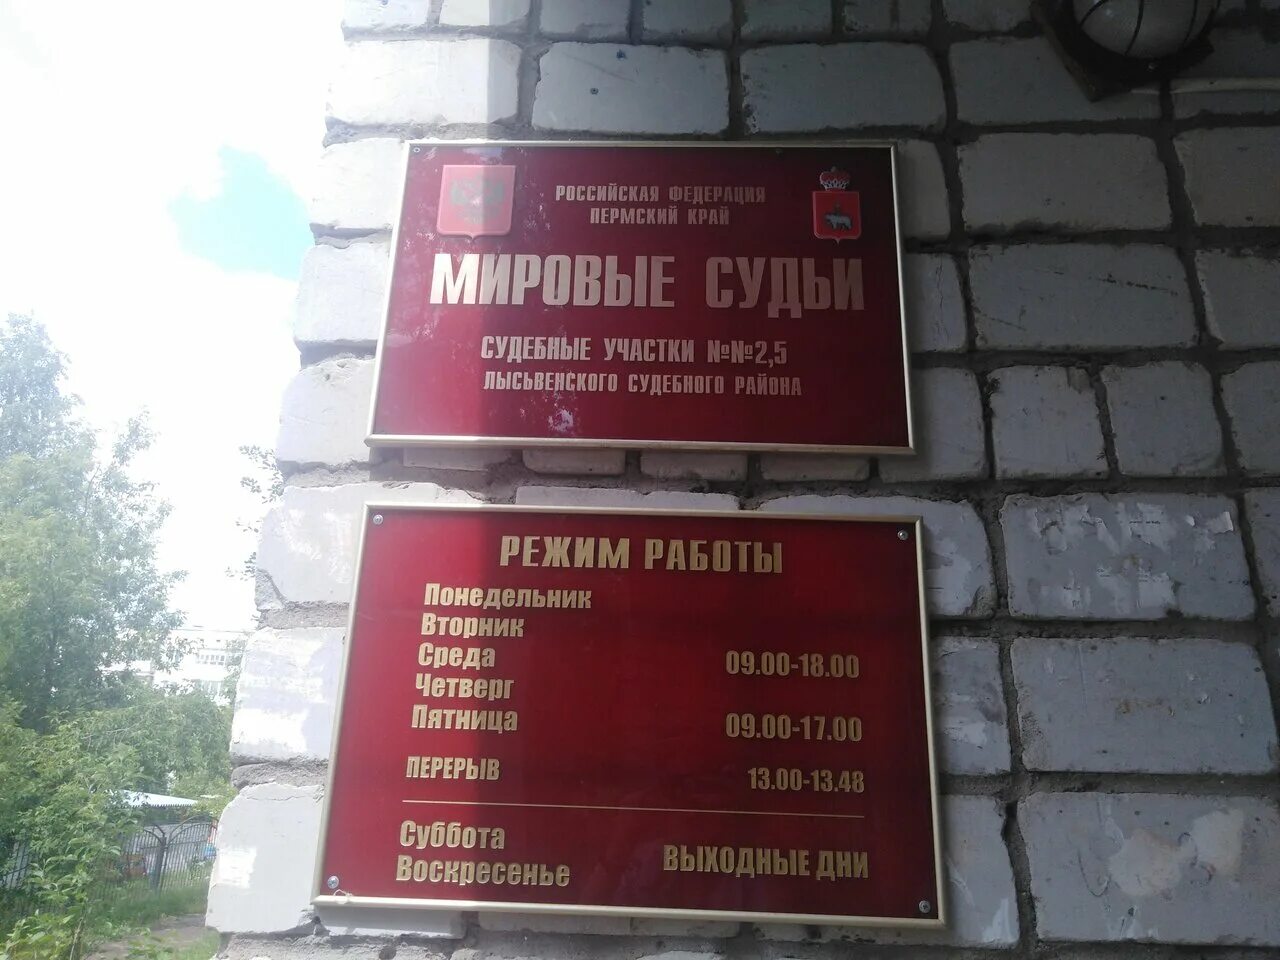 РОССИЙСКАЯ ФЕДЕРАЦИЯ
ПЕРМСКИЙ КРАЙ
МИРОВЫЕ СУДЬИ
СУДЕБНЫЕ УЧАСТКИ №№2,5
ЛЫСЬВЕНСКОГО СУДЕБНОГО РАЙОНА
РЕЖИМ РАБОТЫ
Понедельник
Вторник
Среда 09.00-18.00
Четверг
Пятница 09.00-17.00
ПЕРЕРЫВ 13.00-13.48
Суббота
Воскресенье ВЫХОДНЫЕ ДНИ